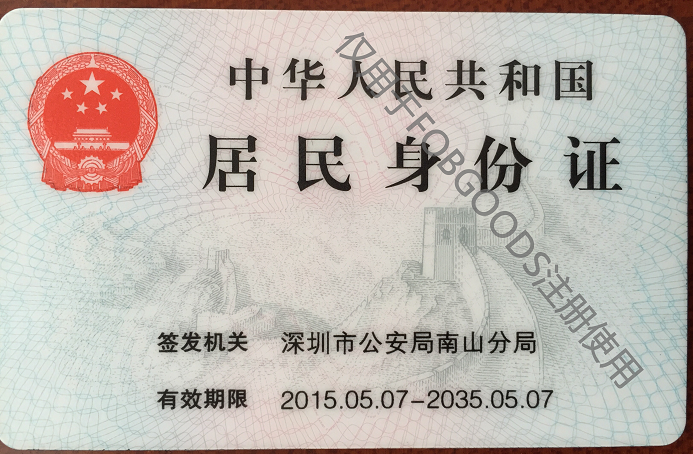 中华人民共和国
居民身份证
仅用于FOBGOODS注册使用
签发机关 深圳市公安局南山分局
有效期限 2015.05.07-2035.05.07